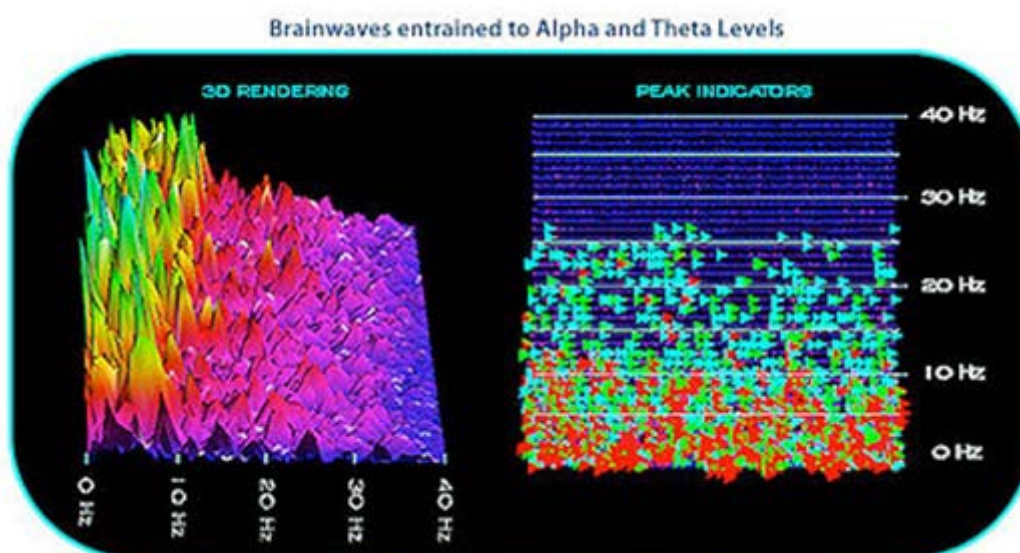 Brainwaves entrained to Alpha and Theta Levels
3D RENDERING
0 Hz
10 Hz
20 Hz
30 Hz
40 Hz
PEAK INDICATORS
40 Hz
30 Hz
20 Hz
10 Hz
0 Hz